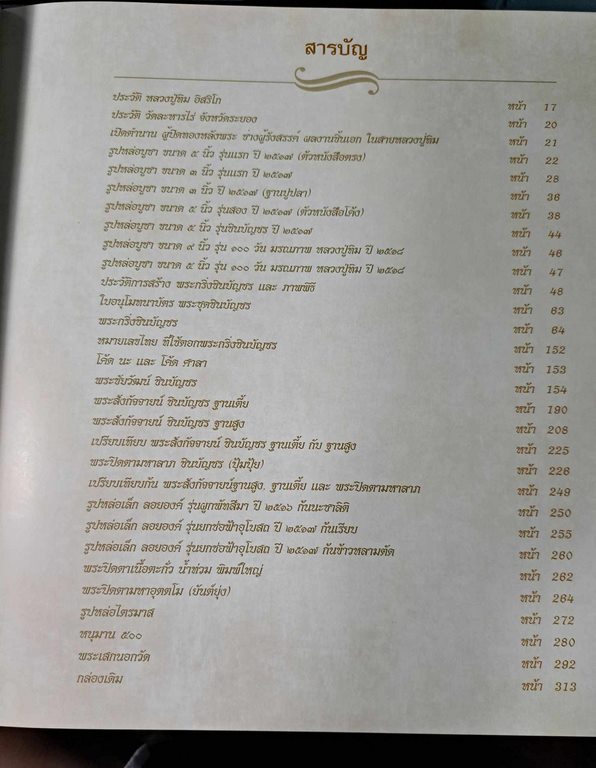 สารบัญ
ประวัติ หลวงปู่ทิม อิสริโก หน้า 17
ประวัติ วัดละหารไร่ จังหวัดระยอง หน้า 20
เปิดตำนาน ผู้ปิดทองหลังพระ ช่างผู้รังสรรค์ ผลงานชิ้นเอก ในสายหลวงปู่ทิม หน้า 21
รูปหล่อบูชา ขนาด ๕ นิ้ว รุ่นแรก ปี ๒๕๑๗ (ตัวหนังสือตรง) หน้า 22
รูปหล่อบูชา ขนาด ๓ นิ้ว รุ่นแรก ปี ๒๕๑๗ หน้า 28
รูปหล่อบูชา ขนาด ๓ นิ้ว ปี ๒๕๑๗ (ฐานปูปลา) หน้า 36
รูปหล่อบูชา ขนาด ๕ นิ้ว รุ่นสอง ปี ๒๕๑๗ (ตัวหนังสือโค้ง) หน้า 38
รูปหล่อบูชา ขนาด ๕ นิ้ว รุ่นชินบัญชร ปี ๒๕๑๗ หน้า 44
รูปหล่อบูชา ขนาด ๙ นิ้ว รุ่น ๑๐๐ วัน มรณภาพ หลวงปู่ทิม ปี ๒๕๑๘ หน้า 46
รูปหล่อบูชา ขนาด ๕ นิ้ว รุ่น ๑๐๐ วัน มรณภาพ หลวงปู่ทิม ปี ๒๕๑๘ หน้า 47
ประวัติการสร้าง พระกริ่งชินบัญชร และ ภาพพิธี หน้า 48
ใบอนุโมทนาบัตร พระชุดชินบัญชร หน้า 63
พระกริ่งชินบัญชร หน้า 64
หมายเลขไทย ที่ใช้ตอกพระกริ่งชินบัญชร หน้า 152
โค้ด นะ และ โค้ด ศาลา หน้า 153
พระชัยวัฒน์ ชินบัญชร หน้า 154
พระสังกัจจายน์ ชินบัญชร ฐานเตี้ย หน้า 190
พระสังกัจจายน์ ชินบัญชร ฐานสูง หน้า 208
เปรียบเทียบ พระสังกัจจายน์ ชินบัญชร ฐานเตี้ย กับ ฐานสูง หน้า 225
พระปิดตามหาลาภ ชินบัญชร (ปุ้มปุ้ย) หน้า 226
เปรียบเทียบกัน พระสังกัจจายน์ฐานสูง, ฐานเตี้ย และ พระปิดตามหาลาภ หน้า 249
รูปหล่อเล็ก ลอยองค์ รุ่นผูกพัทสีมา ปี ๒๕๑๖ ก้นนะชาลิติ หน้า 250
รูปหล่อเล็ก ลอยองค์ รุ่นยกช่อฟ้าอุโบสถ ปี ๒๕๑๗ ก้นเรียบ หน้า 255
รูปหล่อเล็ก ลอยองค์ รุ่นยกช่อฟ้าอุโบสถ ปี ๒๕๑๗ ก้นข้าวหลามตัด หน้า 260
พระปิดตาเนื้อตะกั่ว น้ำท่วม พิมพ์ใหญ่ หน้า 262
พระปิดตามหาอุตตโม (ยันต์ยุ่ง) หน้า 264
รูปหล่อไตรมาส หน้า 272
หนุมาน ๕๐๐ หน้า 280
พระเสกนอกวัด หน้า 292
กล่องเดิม หน้า 313